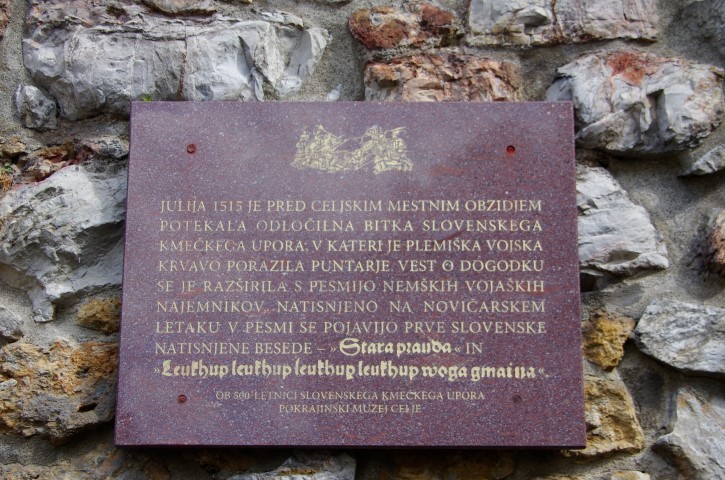 JULIJA 1515 JE PRED CELJSKIM MESTNIM OBZIDJEM
POTEKALA ODLOČILNA BITKA SLOVENSKEGA
KMEČKEGA UPORA, V KATERI JE PLEMIŠKA VOJSKA
KRVAVO PORAZILA PUNTARJE. VEST O DOGODKU
SE JE RAZŠIRILA S PESMIJO NEMŠKIH VOJAŠKIH
NAJEMNIKOV, NATISNJENO NA NOVIČARSKEM
LETAKU. V PESMI SE POJAVIJO PRVE SLOVENSKE
NATISNJENE BESEDE – »Stara prauda« IN
»Leukhup leukhup leukhup leukhup woga gmaina«.
OB 500-LETNICI SLOVENSKEGA KMEČKEGA UPORA
POKRAJINSKI MUZEJ CELJE